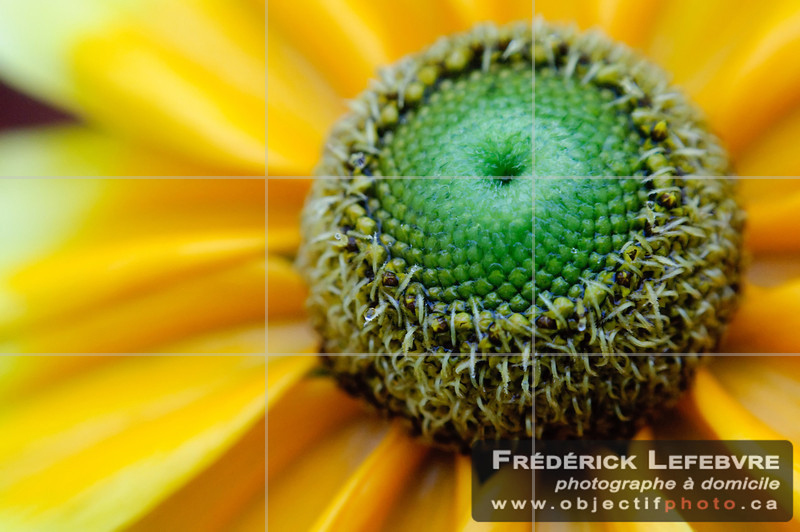 FRÉDÉRICK LEFEBVRE
photographe à domicile
www.objectifphoto.ca